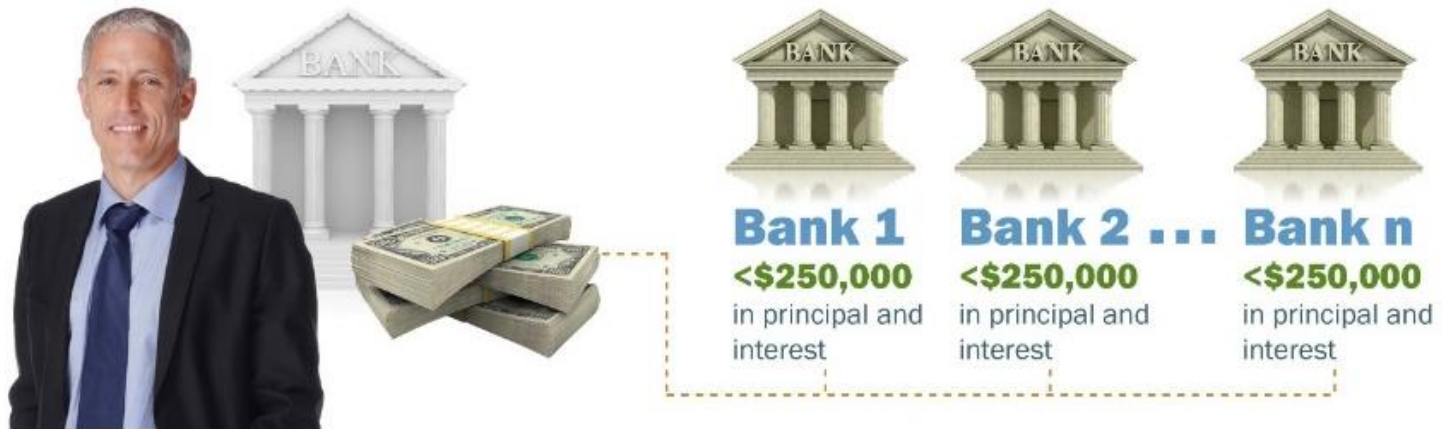 BANK
BANK
BANK
BANK
Bank 1
<$250,000
in principal and
interest
Bank 2 ...
<$250,000
in principal and
interest
Bank n
<$250,000
in principal and
interest